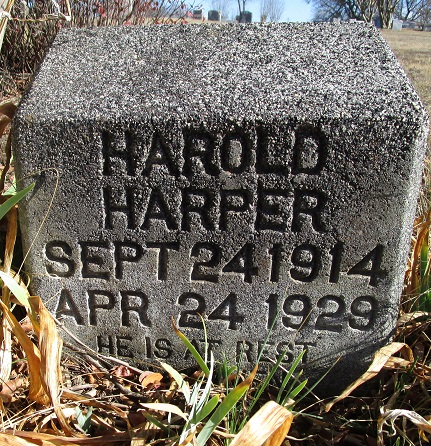 HAROLD
HARPER
SEPT 24 1914
APR 24 1929
HE IS AT REST